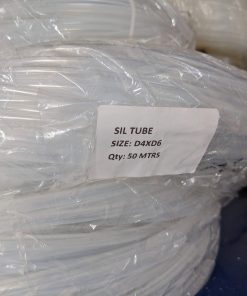 SIL TUBE
SIZE: D4XD6
Qty: 50 MTRS